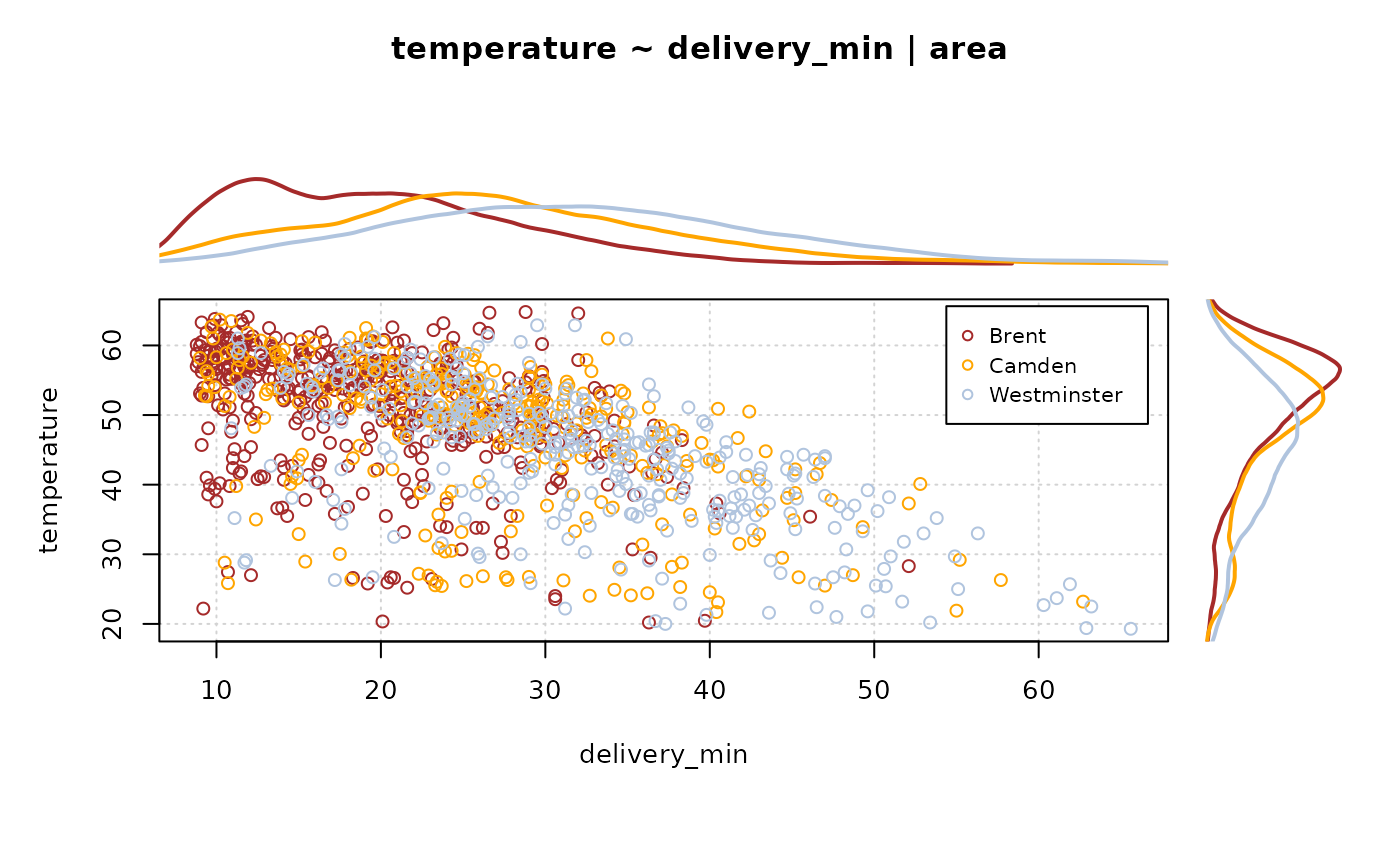 temperature ~ delivery_min | area
Brent
Camden
Westminster
temperature
60
50
40
30
20
10 20 30 40 50 60
delivery_min